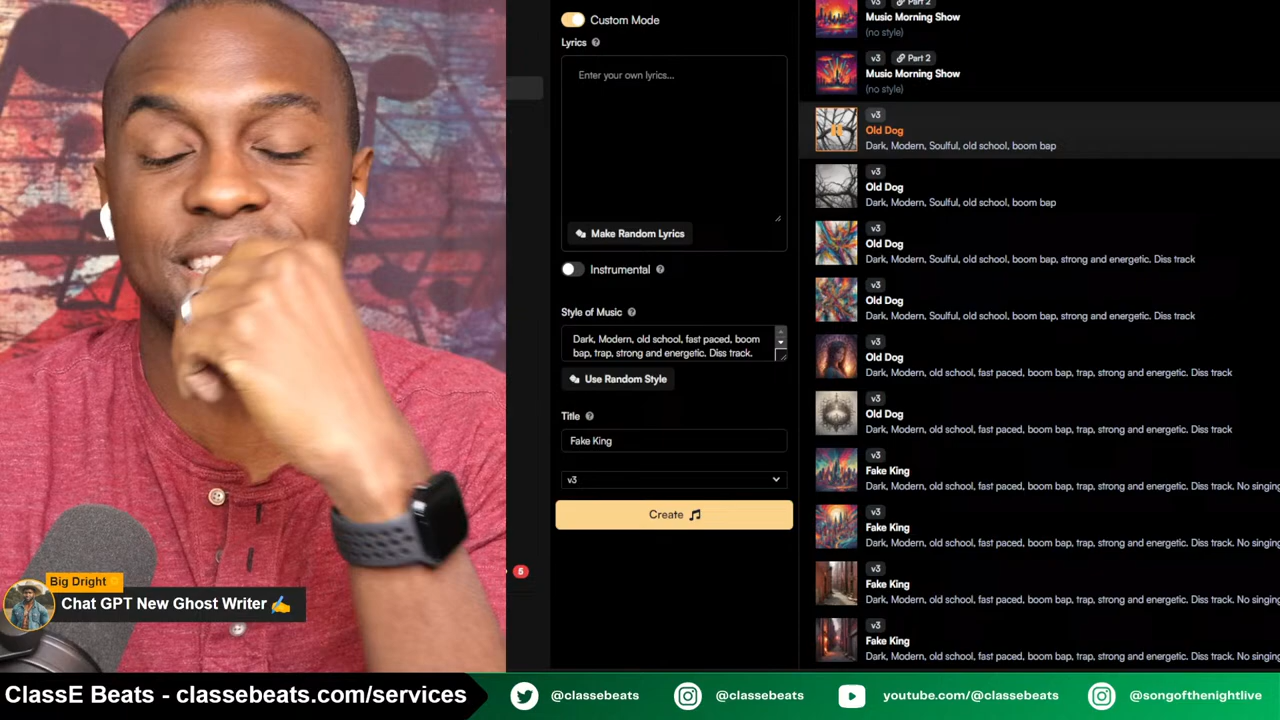 Custom Mode
Lyrics
Enter your own lyrics...
Make Random Lyrics
Instrumental
Style of Music
Dark, Modern, old school, fast paced, boom
bap, trap, strong and energetic. Diss track.
Use Random Style
Title
Fake King
v3
Create
5
Part 2
Music Morning Show
(no style)
v3 Part 2
Music Morning Show
(no style)
v3
Old Dog
Dark, Modern, Soulful, old school, boom bap
v3
Old Dog
Dark, Modern, Soulful, old school, boom bap
v3
Old Dog
Dark, Modern, Soulful, old school, boom bap, strong and energetic. Diss track
v3
Old Dog
Dark, Modern, Soulful, old school, boom bap, strong and energetic. Diss track
v3
Old Dog
Dark, Modern, old school, fast paced, boom bap, trap, strong and energetic. Diss track
v3
Old Dog
Dark, Modern, old school, fast paced, boom bap, trap, strong and energetic. Diss track
v3
Fake King
Dark, Modern, old school, fast paced, boom bap, trap, strong and energetic. Diss track. No singing
v3
Fake King
Dark, Modern, old school, fast paced, boom bap, trap, strong and energetic. Diss track. No singing
v3
Fake King
Dark, Modern, old school, fast paced, boom bap, trap, strong and energetic. Diss track. No singing
v3
Fake King
Dark, Modern, old school, fast paced, boom bap, trap, strong and energetic. Diss track. No singing
Big Dright
Chat GPT New Ghost Writer ✍️
ClassE Beats - classebeats.com/services
@classebeats
@classebeats
youtube.com/@classebeats
@songofthenightlive